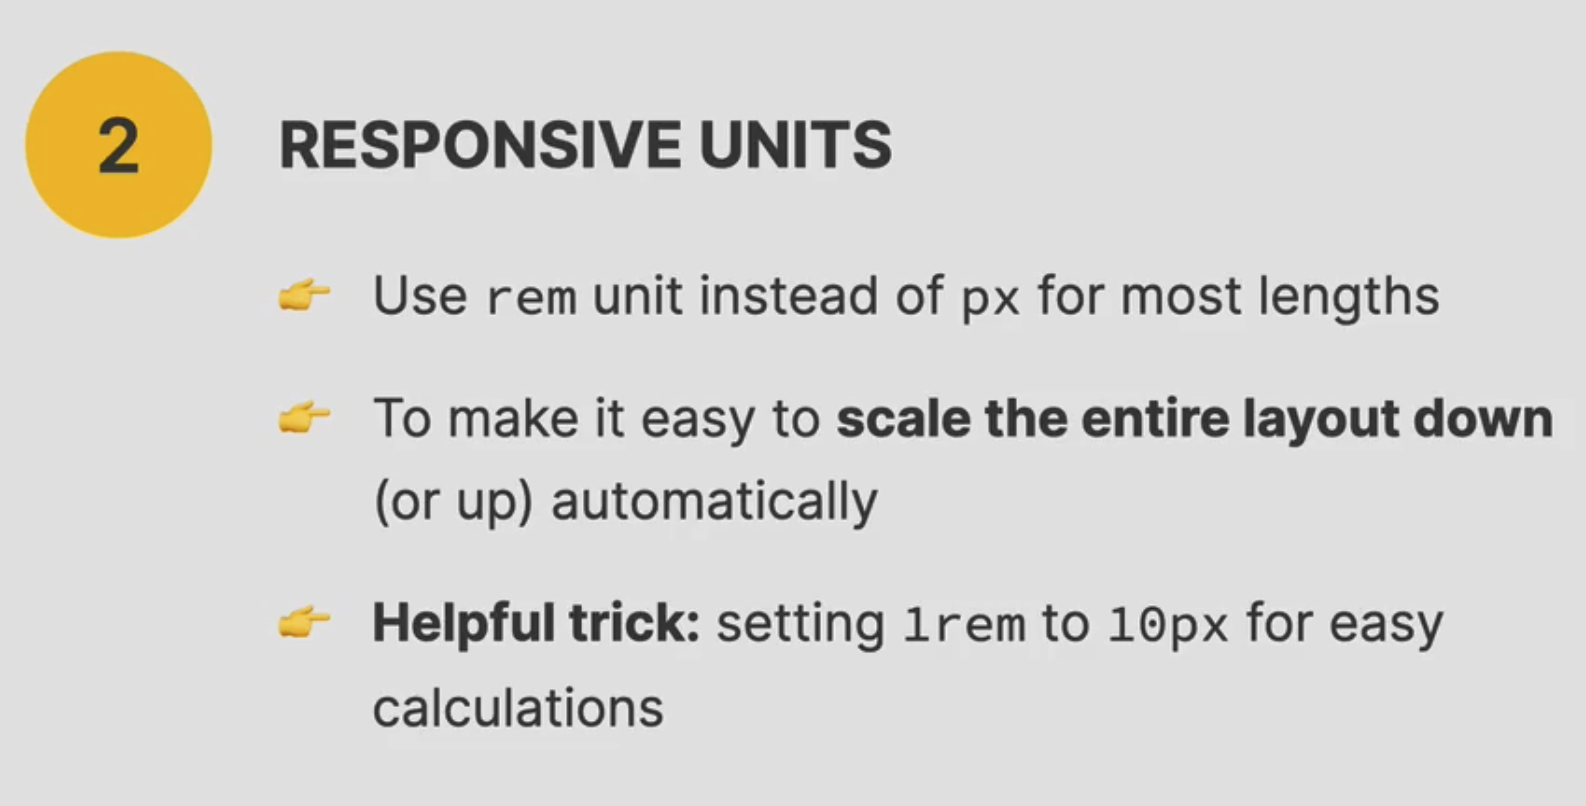 2
RESPONSIVE UNITS
👉 Use rem unit instead of px for most lengths
👉 To make it easy to scale the entire layout down
(or up) automatically
👉 Helpful trick: setting 1rem to 10px for easy
calculations